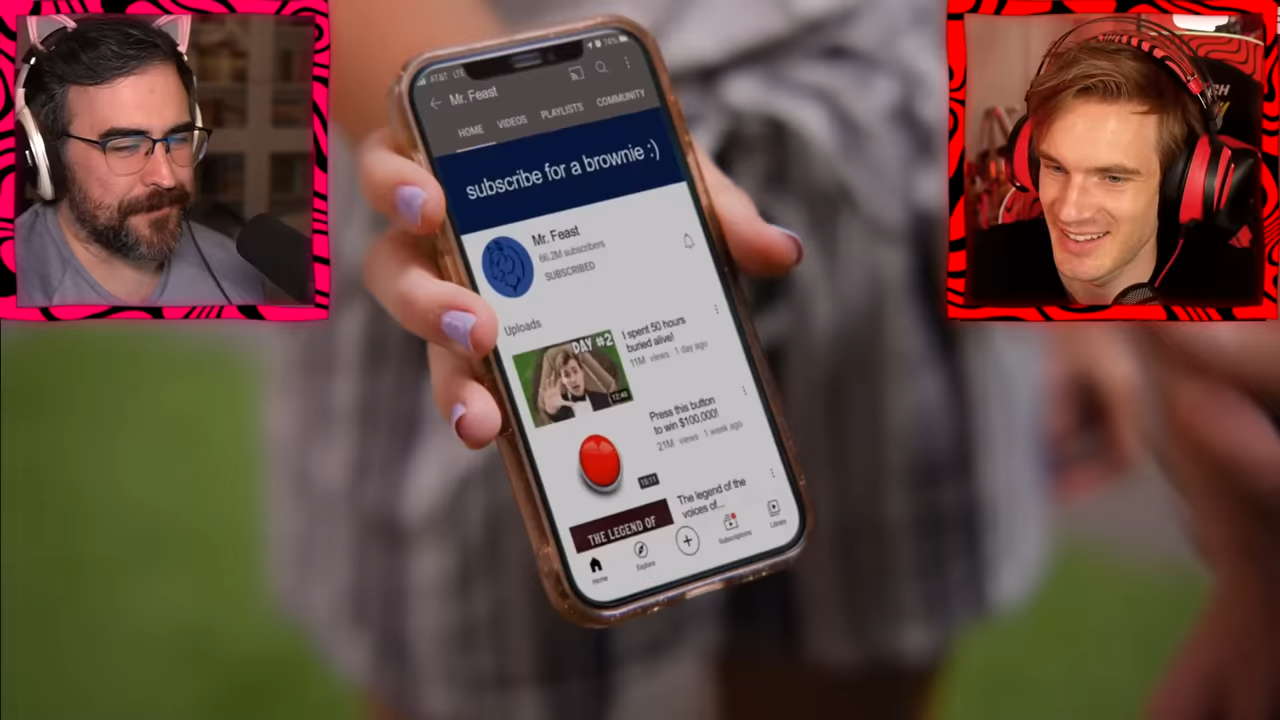 AT&T LTE 74%
Mr. Feast
HOME VIDEOS PLAYLISTS COMMUNITY
subscribe for a brownie :)
Mr. Feast
66.2M subscribers
SUBSCRIBED
Uploads
DAY #2
12:40
I spent 50 hours
buried alive!
11M views 1 day ago
Press this button
to win $100,000!
21M views 1 week ago
THE LEGEND OF
The legend of the
voices of...
Home
Explore
Subscriptions
Library